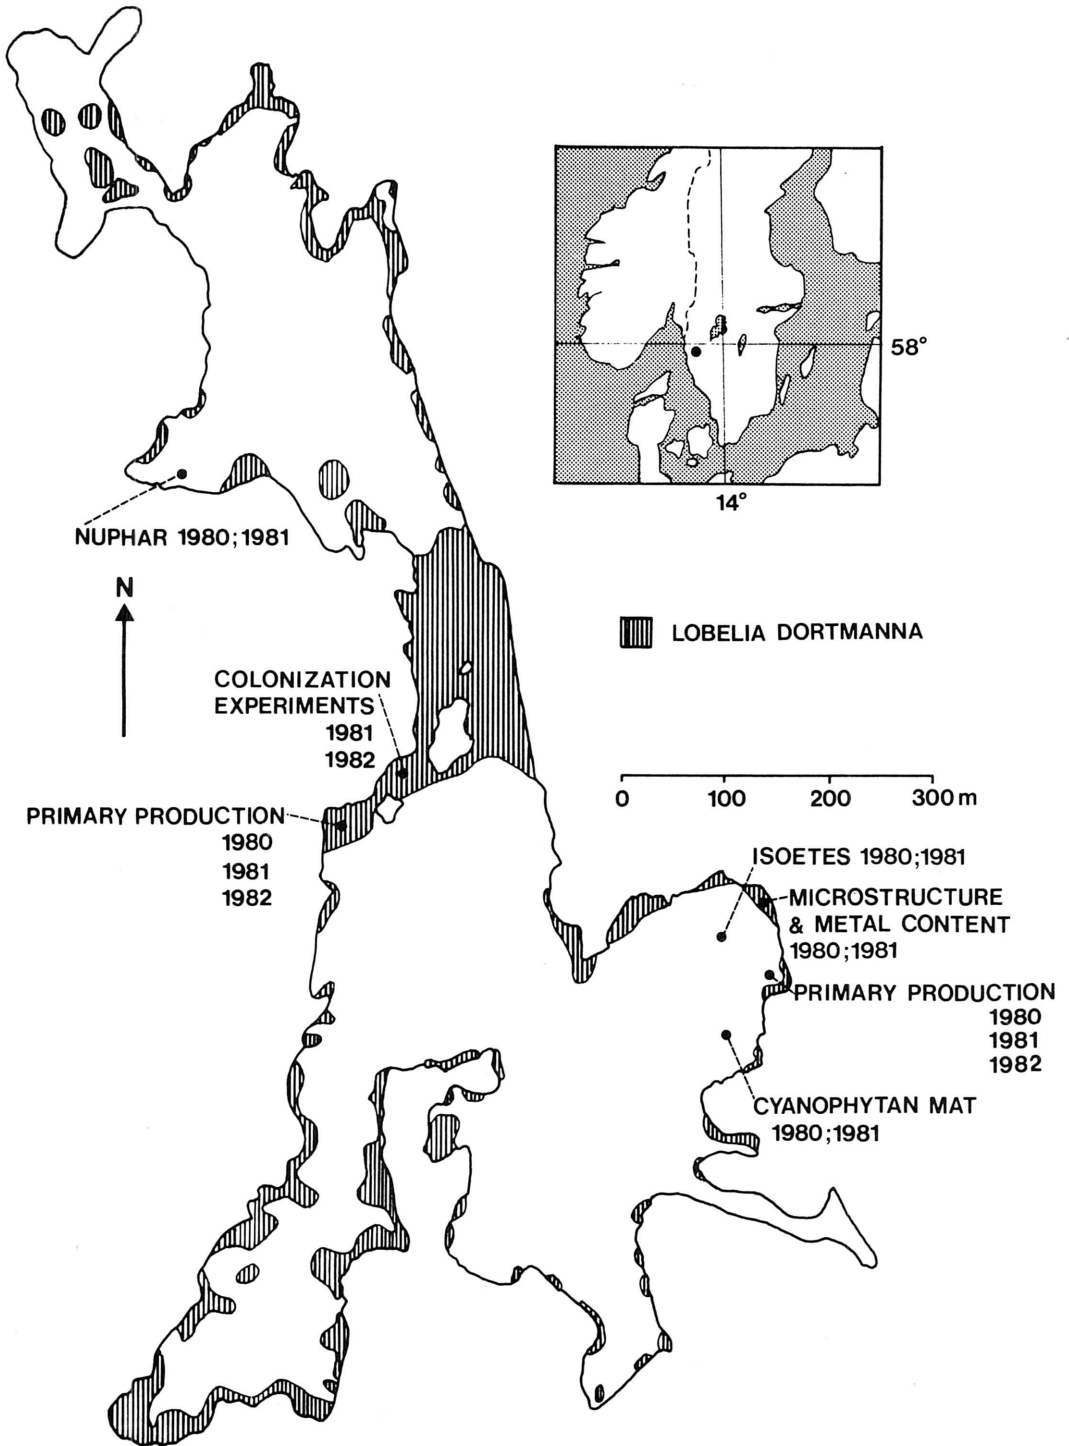 58°
14°
NUPHAR 1980;1981
N
LOBELIA DORTMANNA
COLONIZATION
EXPERIMENTS
1981
1982
0 100 200 300 m
PRIMARY PRODUCTION
1980
1981
1982
ISOETES 1980;1981
MICROSTRUCTURE
& METAL CONTENT
1980;1981
PRIMARY PRODUCTION
1980
1981
1982
CYANOPHYTAN MAT
1980;1981